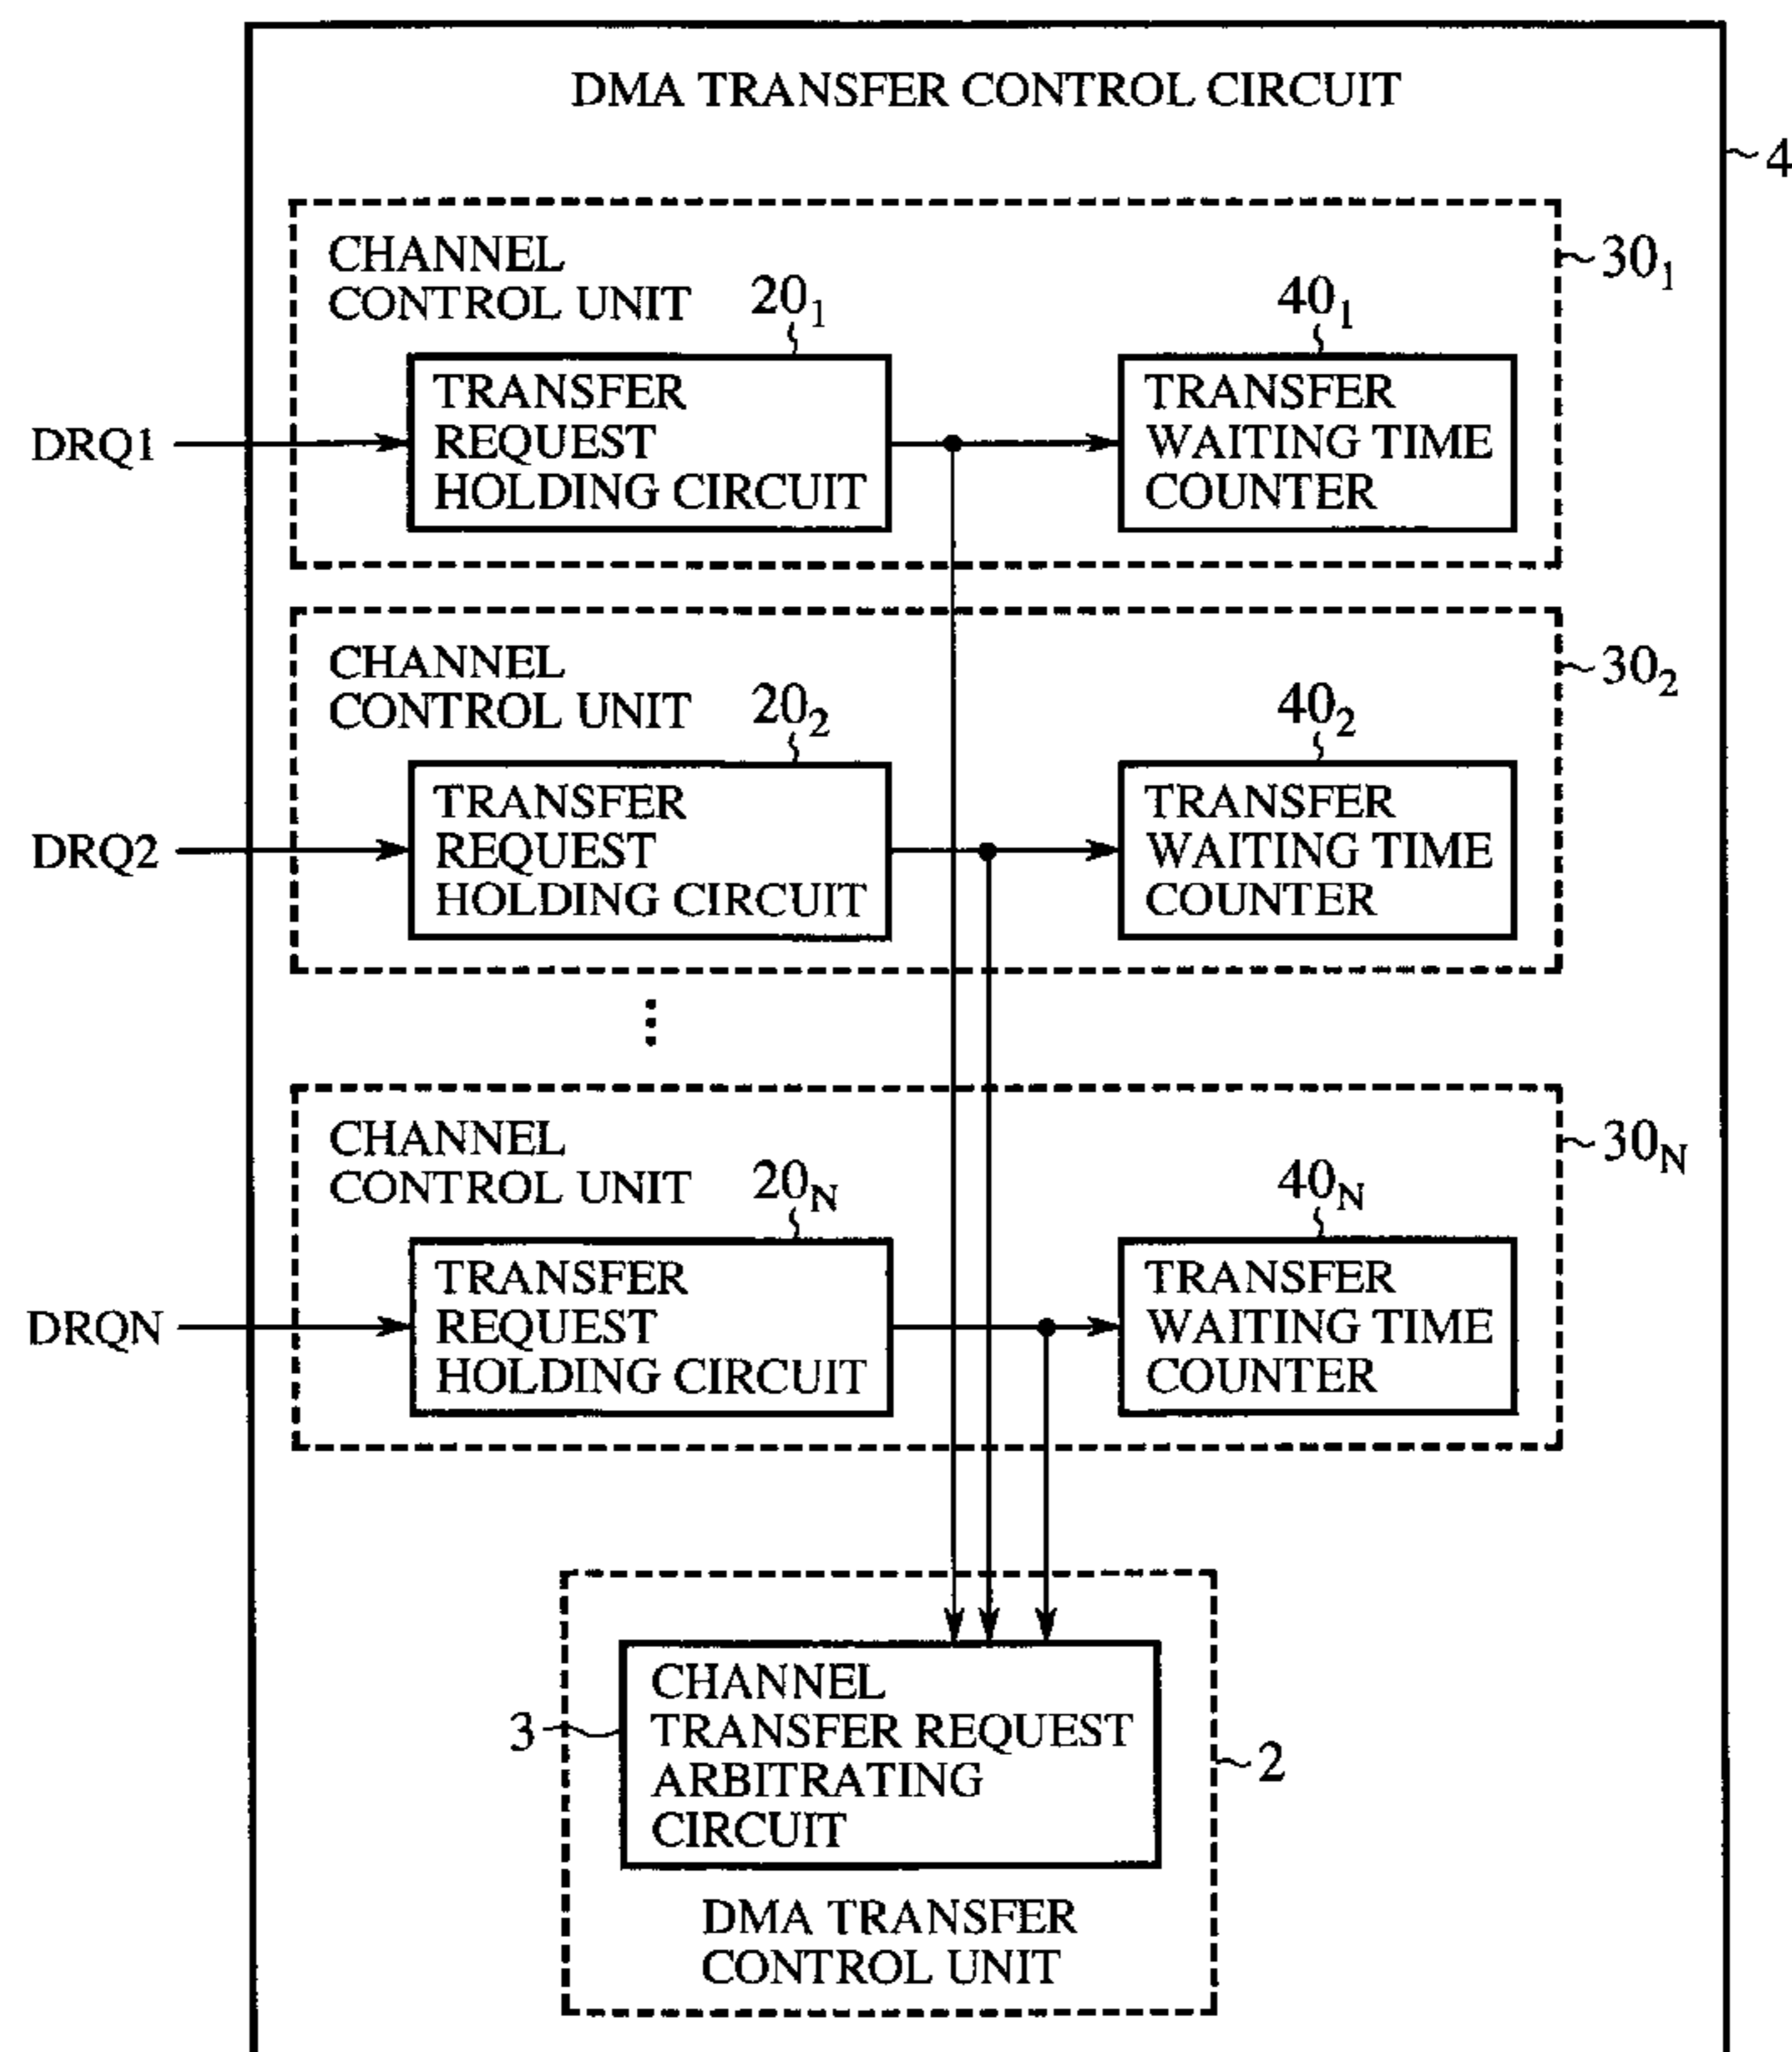 DMA TRANSFER CONTROL CIRCUIT
4
CHANNEL
CONTROL UNIT
30₁
20₁
40₁
DRQ1
TRANSFER
REQUEST
HOLDING CIRCUIT
TRANSFER
WAITING TIME
COUNTER
CHANNEL
CONTROL UNIT
30₂
20₂
40₂
DRQ2
TRANSFER
REQUEST
HOLDING CIRCUIT
TRANSFER
WAITING TIME
COUNTER
CHANNEL
CONTROL UNIT
30N
20N
40N
DRQN
TRANSFER
REQUEST
HOLDING CIRCUIT
TRANSFER
WAITING TIME
COUNTER
3
CHANNEL
TRANSFER REQUEST
ARBITRATING
CIRCUIT
2
DMA TRANSFER
CONTROL UNIT